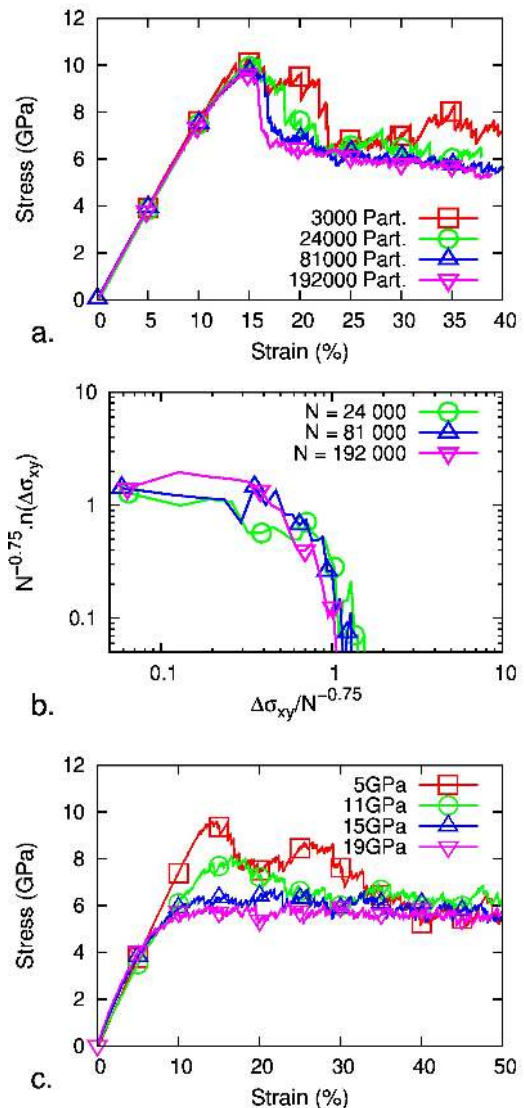 12
10
8
6
4
2
0
Stress (GPa)
3000 Part.
24000 Part.
81000 Part.
192000 Part.
0 5 10 15 20 25 30 35 40
Strain (%)
a.
10
1
0.1
N^-0.75.n(Δσxy)
N = 24 000
N = 81 000
N = 192 000
0.1 1 10
Δσxy/N^-0.75
b.
12
10
8
6
4
2
0
Stress (GPa)
5GPa
11GPa
15GPa
19GPa
0 10 20 30 40 50
Strain (%)
c.